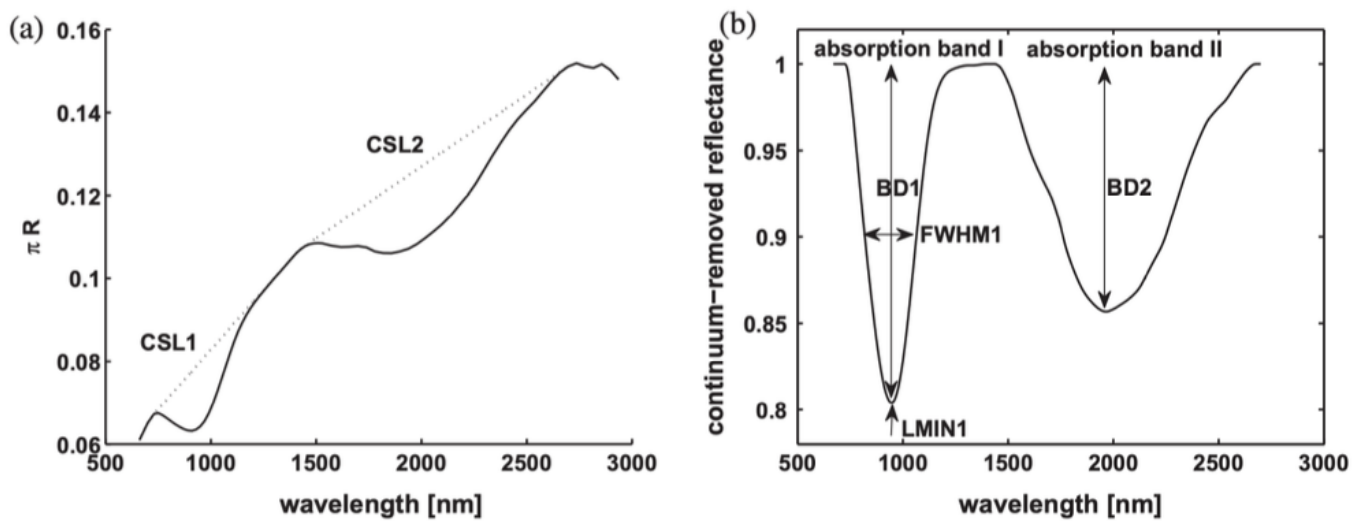 (a)
0.16
0.14
0.12
0.1
0.08
0.06
π R
CSL2
CSL1
500 1000 1500 2000 2500 3000
wavelength [nm]
(b)
absorption band I absorption band II
1
0.95
0.9
0.85
0.8
continuum-removed reflectance
BD1
BD2
FWHM1
LMIN1
500 1000 1500 2000 2500 3000
wavelength [nm]